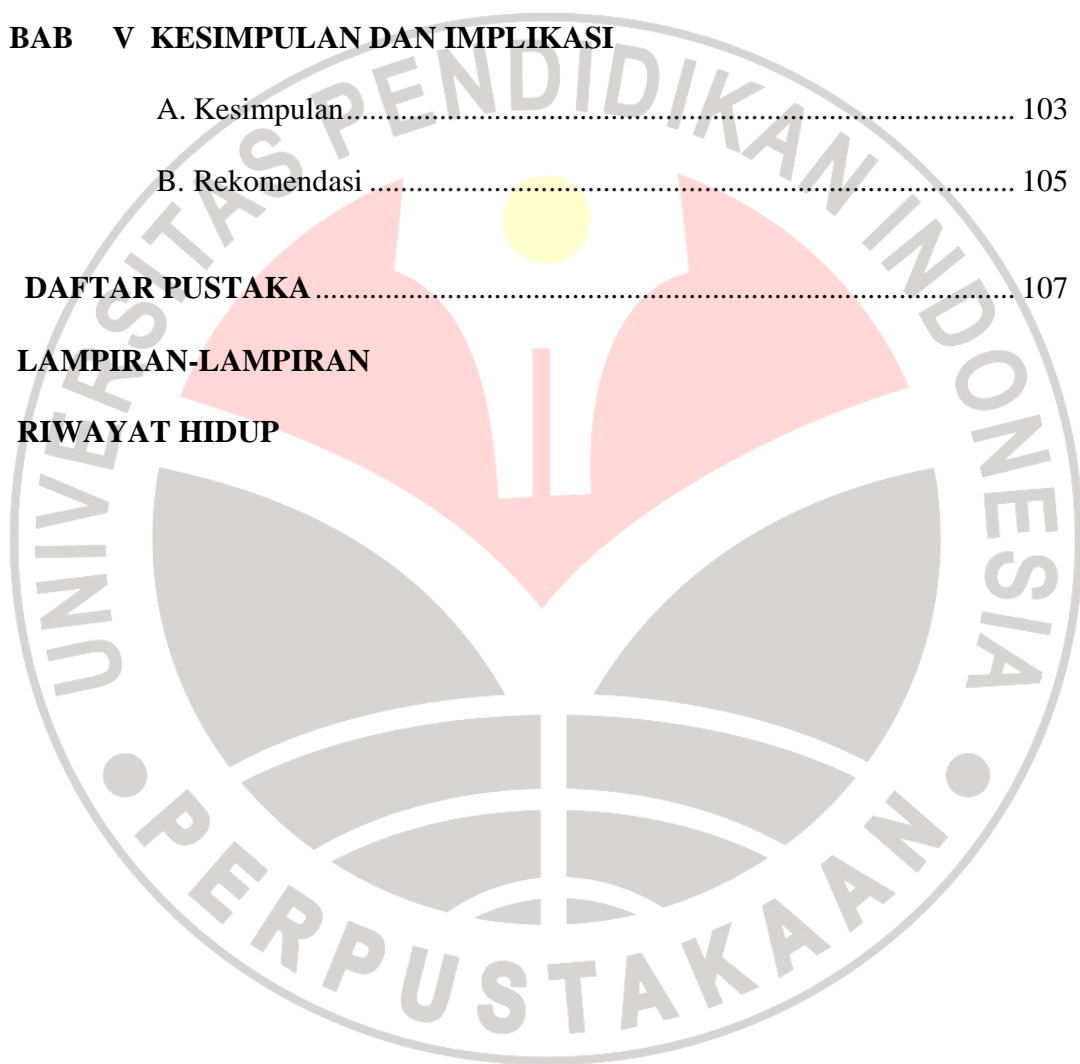 BAB V KESIMPULAN DAN IMPLIKASI
A. Kesimpulan........................................................................................ 103
B. Rekomendasi .................................................................................... 105
DAFTAR PUSTAKA........................................................................................... 107
LAMPIRAN-LAMPIRAN
RIWAYAT HIDUP
UNIVERSITAS PENDIDIKAN INDONESIA
PERPUSTAKAAN